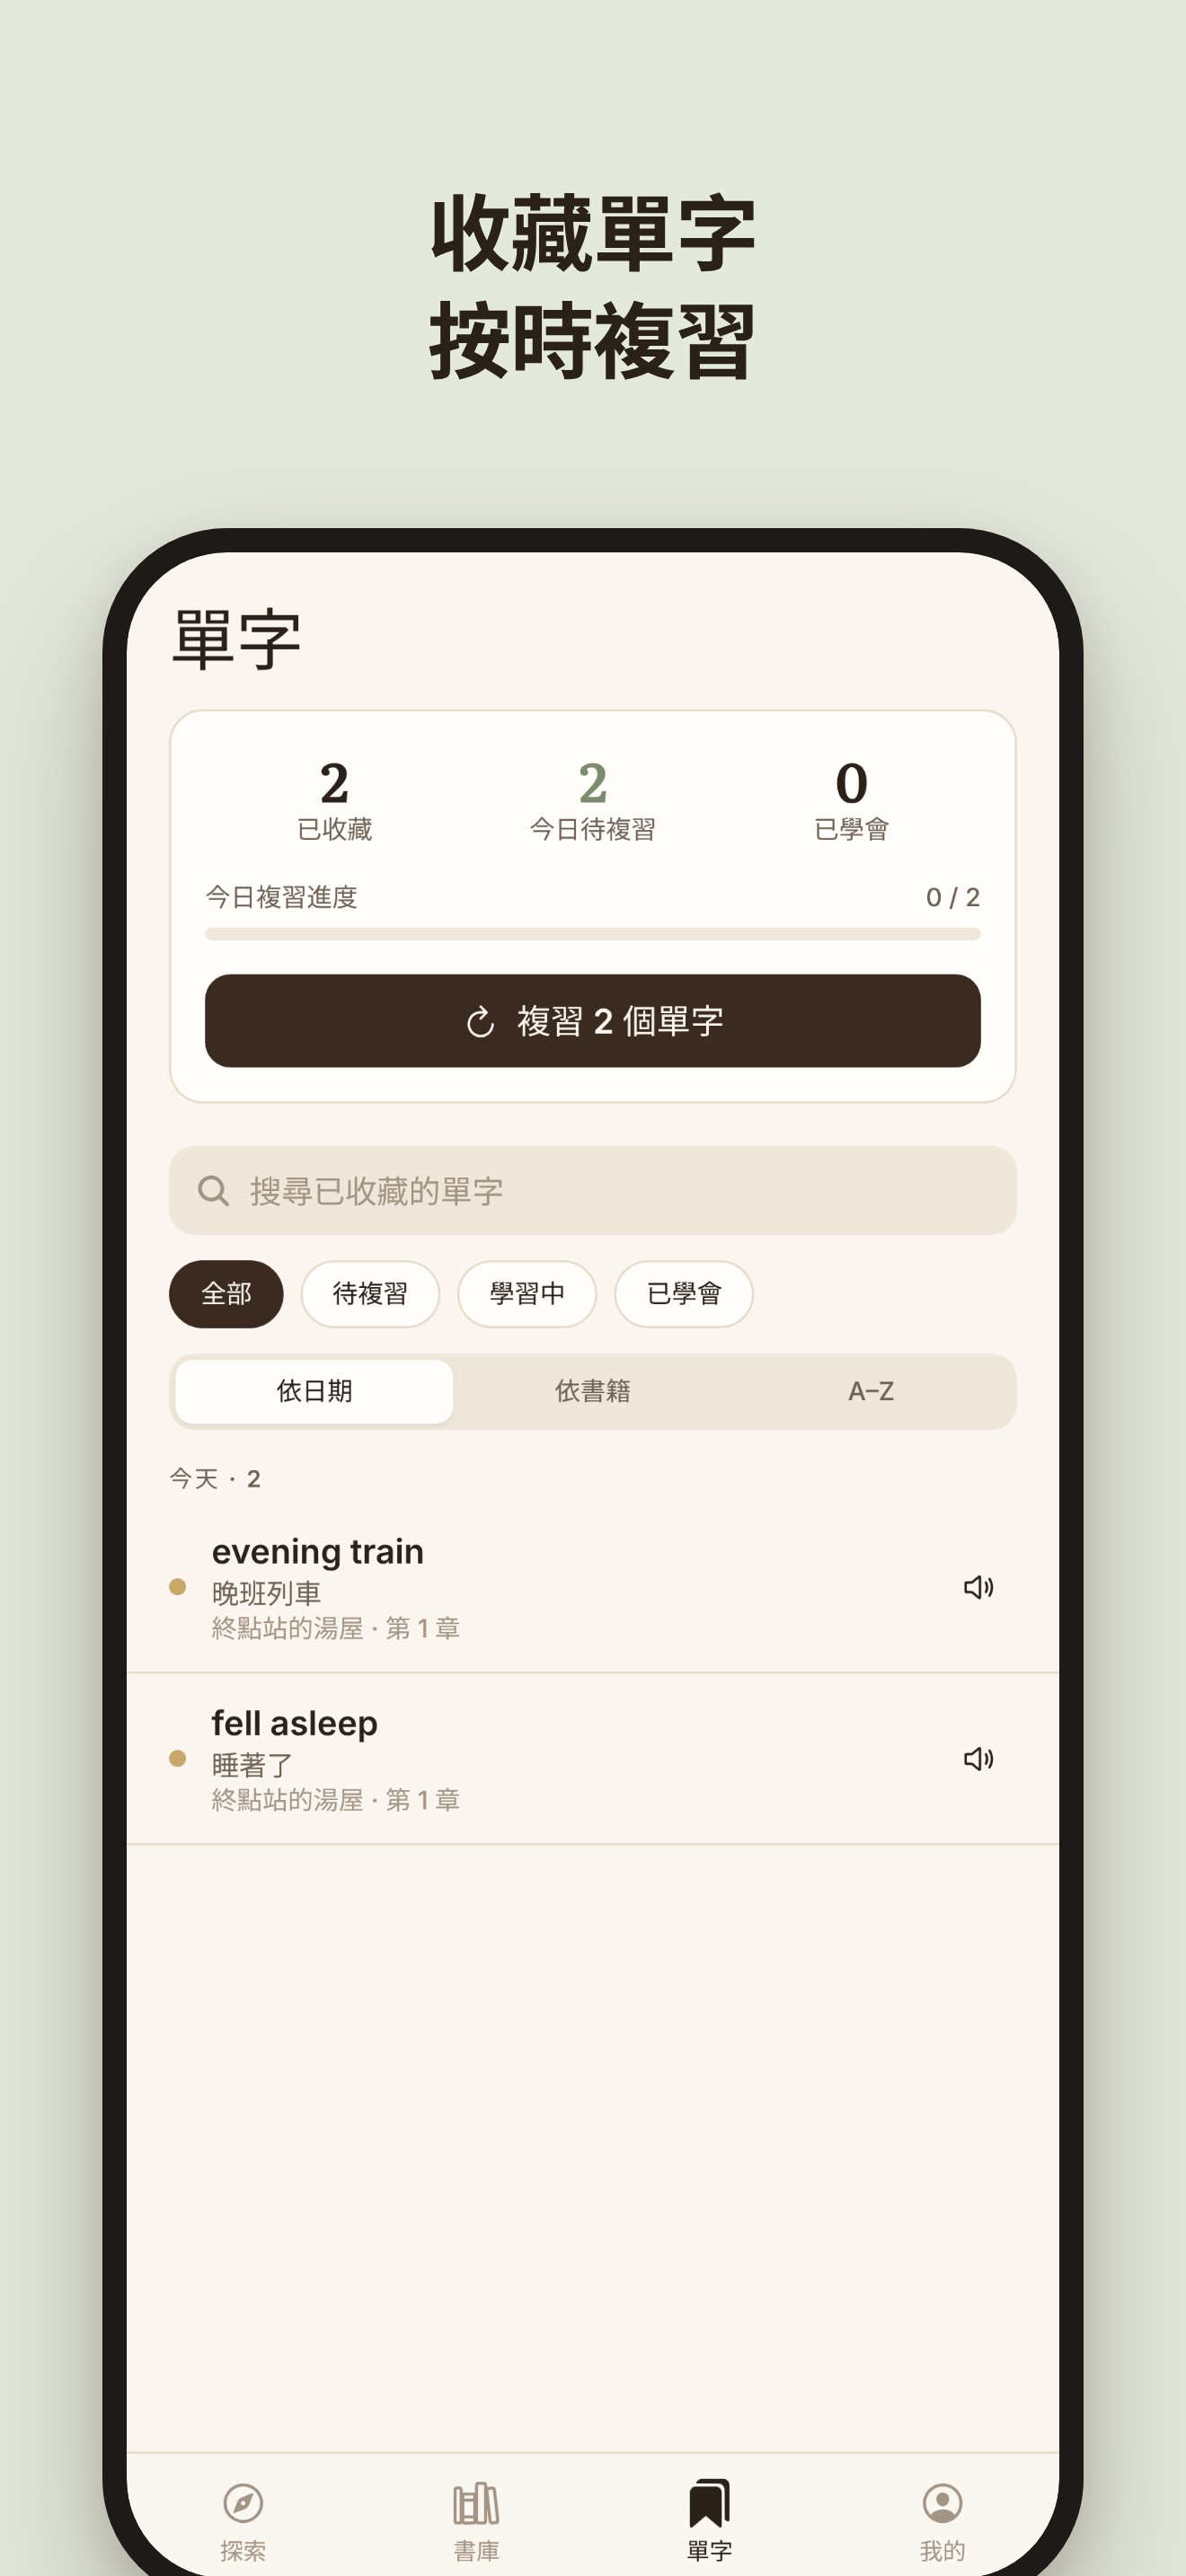 收藏單字
按時複習
單字
2 2 0
已收藏 今日待複習 已學會
今日複習進度 0 / 2
複習 2 個單字
搜尋已收藏的單字
全部 待複習 學習中 已學會
依日期 依書籍 A–Z
今天 · 2
evening train
晚班列車
終點站的湯屋 · 第 1 章
fell asleep
睡著了
終點站的湯屋 · 第 1 章
探索 書庫 單字 我的